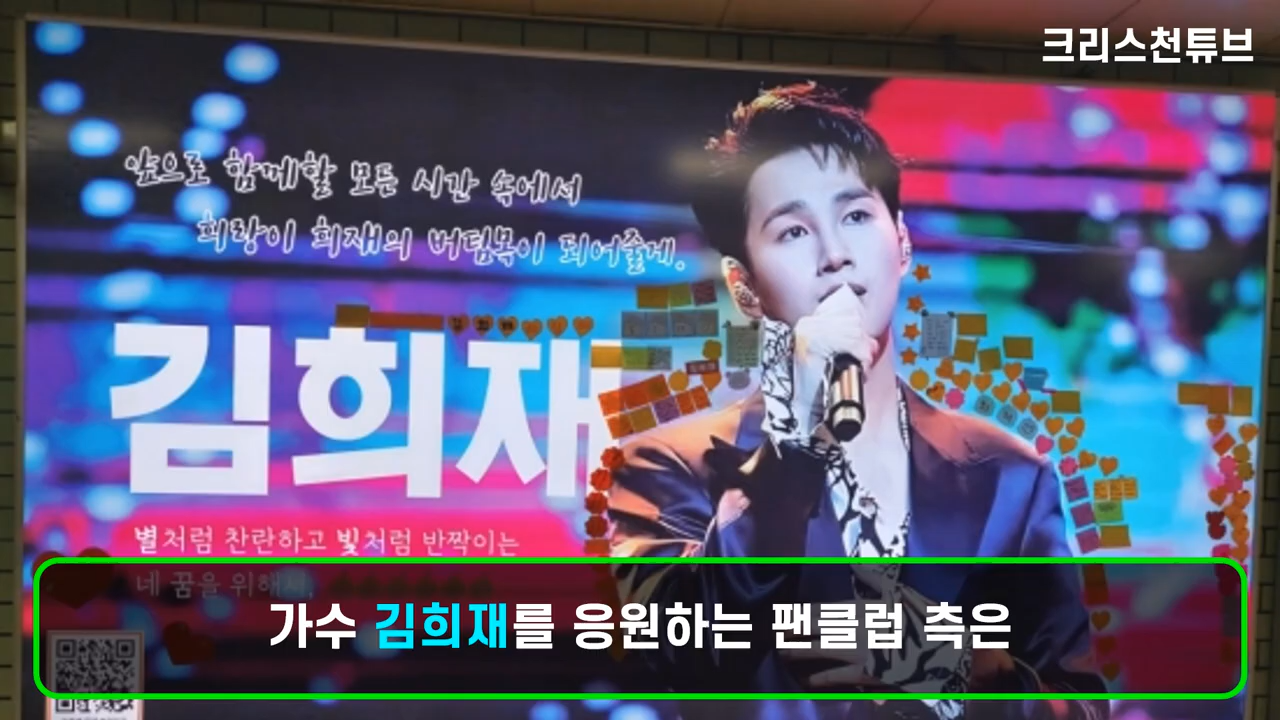 크리스천튜브
앞으로 함께할 모든 시간 속에서
희랑이 희재의 버팀목이 되어줄게.
김희재
별처럼 찬란하고 빛처럼 반짝이는
네 꿈을 위해서,
가수 김희재를 응원하는 팬클럽 측은